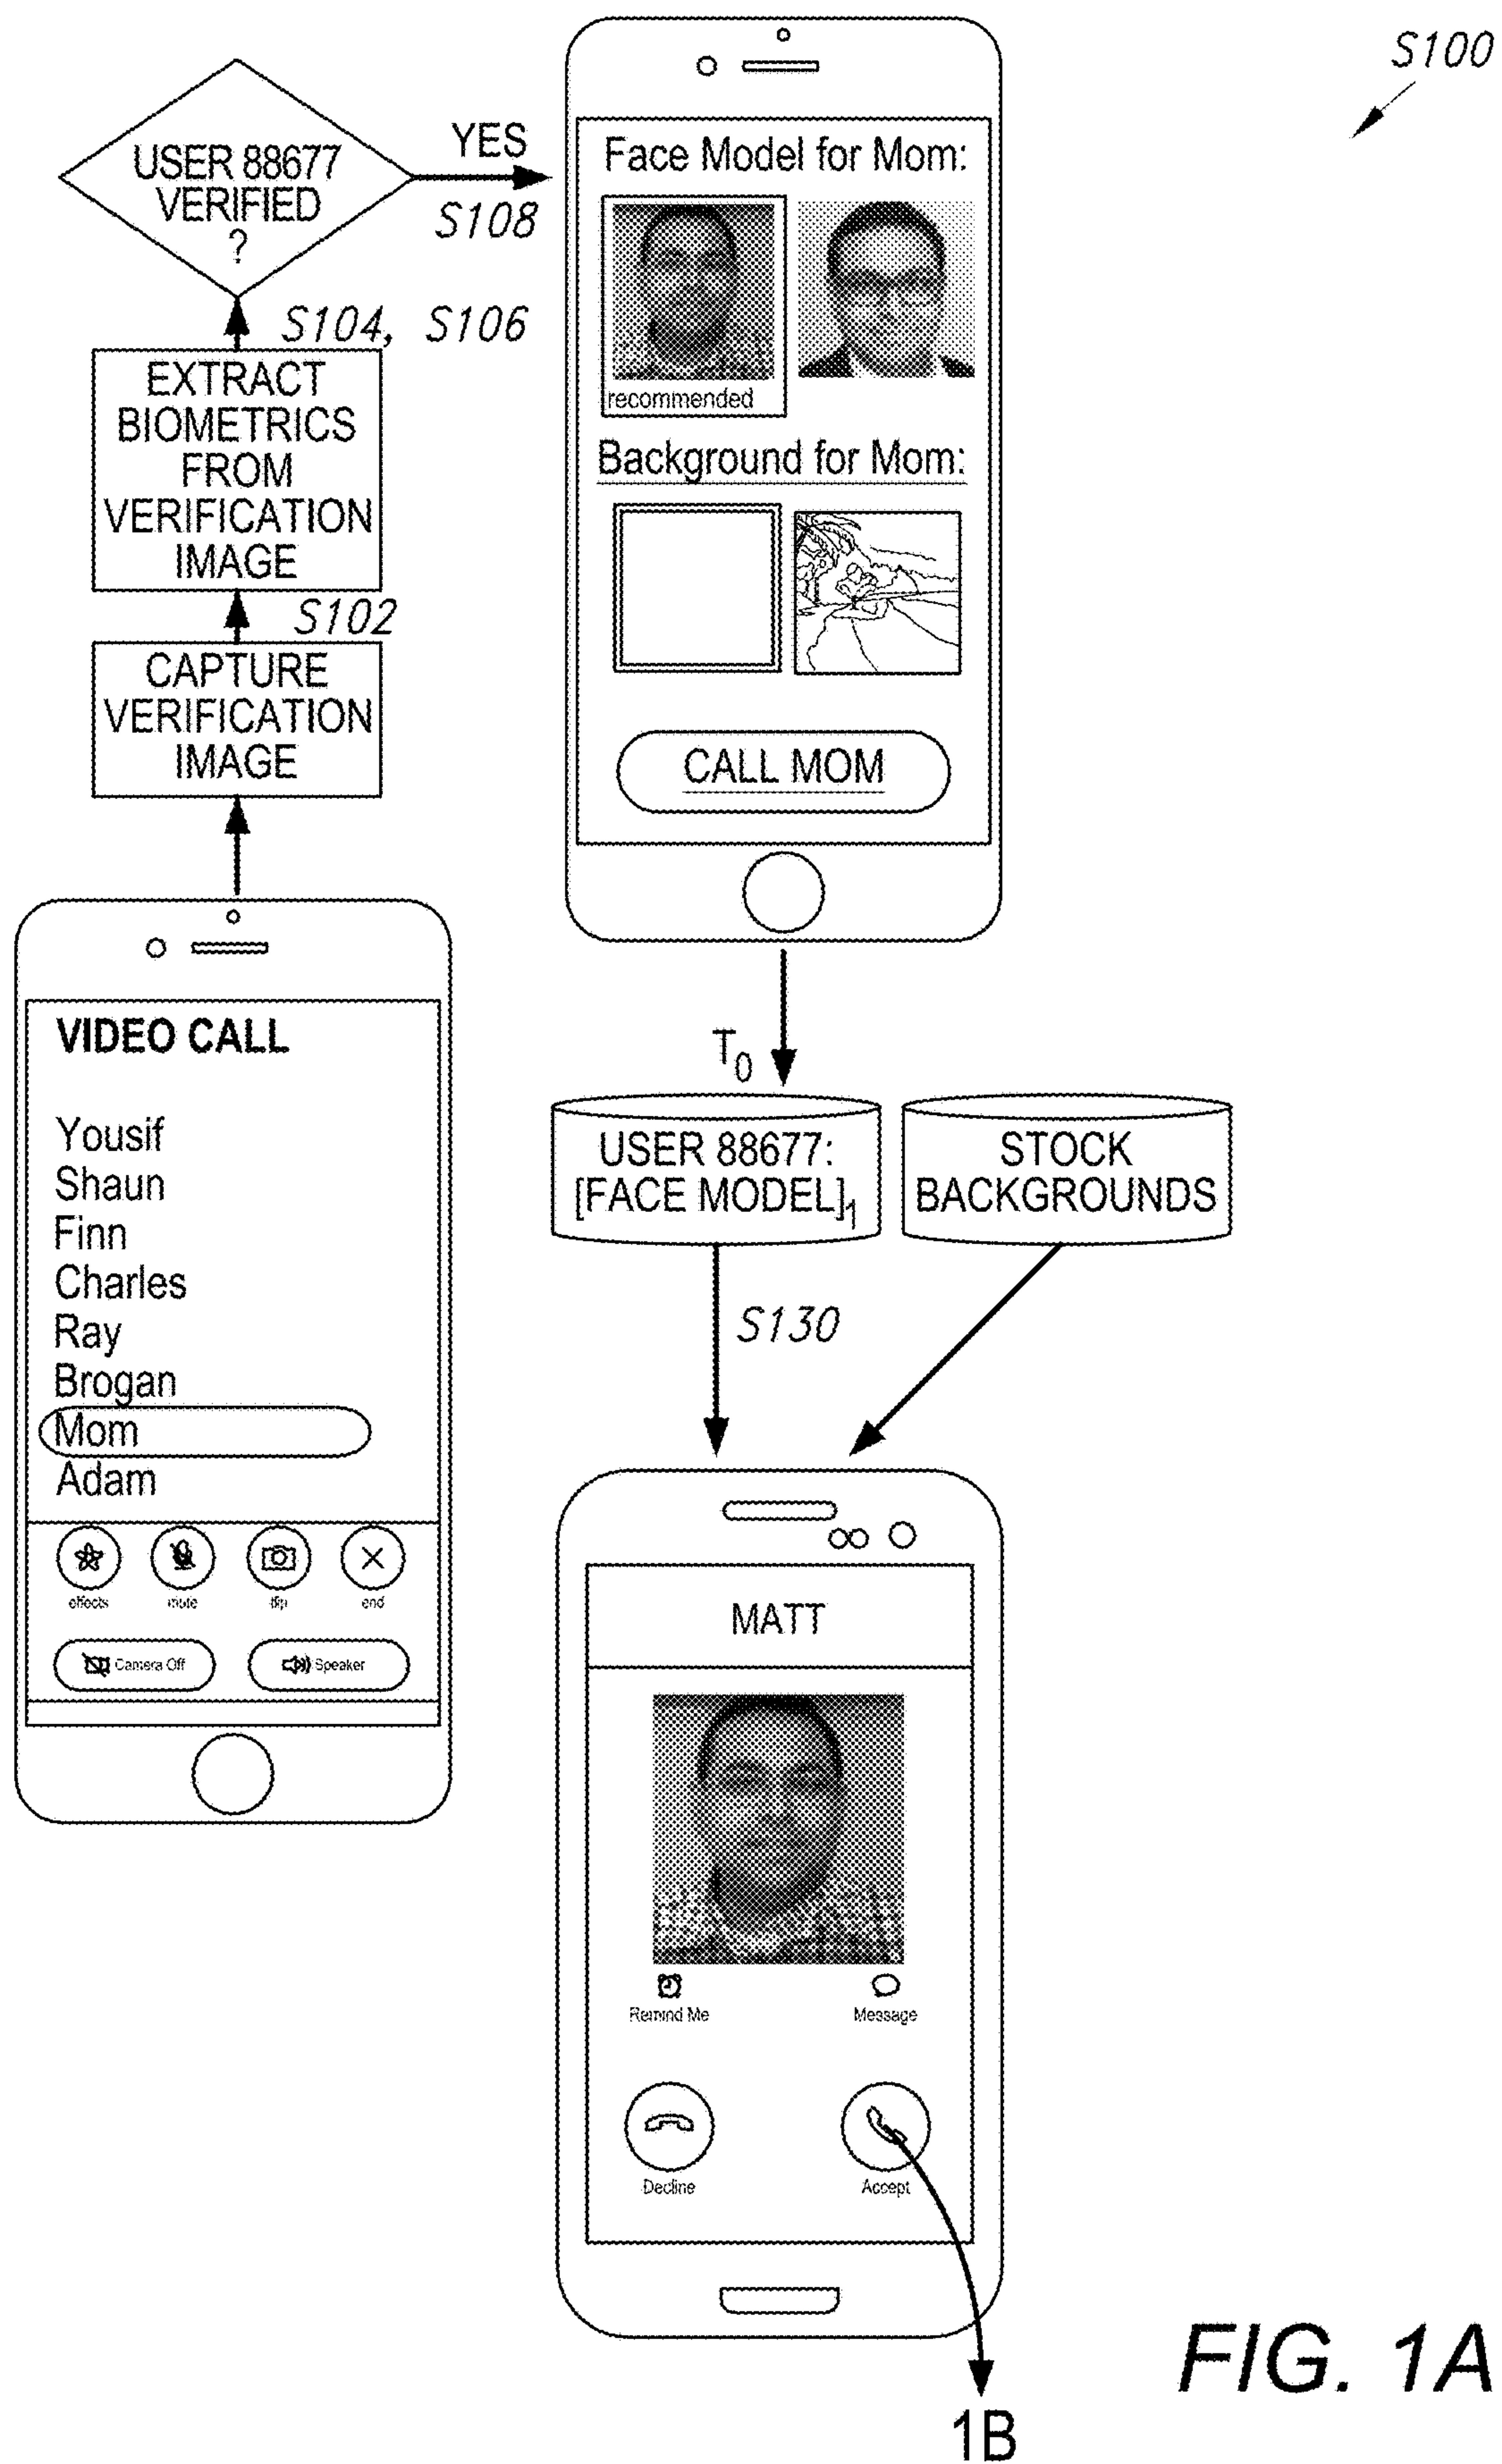 S100
USER 88677
VERIFIED
?
YES
S108
S104, S106
EXTRACT
BIOMETRICS
FROM
VERIFICATION
IMAGE
S102
CAPTURE
VERIFICATION
IMAGE
Face Model for Mom:
recommended
Background for Mom:
CALL MOM
VIDEO CALL
Yousif
Shaun
Finn
Charles
Ray
Brogan
Mom
Adam
effects mute flip end
Camera Off Speaker
T0
USER 88677:
[FACE MODEL]1
STOCK
BACKGROUNDS
S130
MATT
Remind Me Message
Decline Accept
1B
FIG. 1A